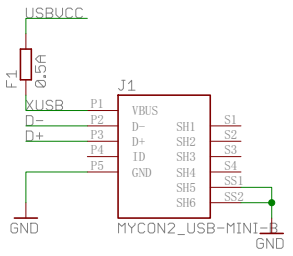 USBVCC
F1
0.5A
J1
XUSB P1 VBUS
D- P2 D- SH1 S1
D+ P3 D+ SH2 S2
P4 ID SH3 S3
P5 GND SH4 S4
SH5 SS1
SH6 SS2
GND
MYCON2_USB-MINI-B
GND